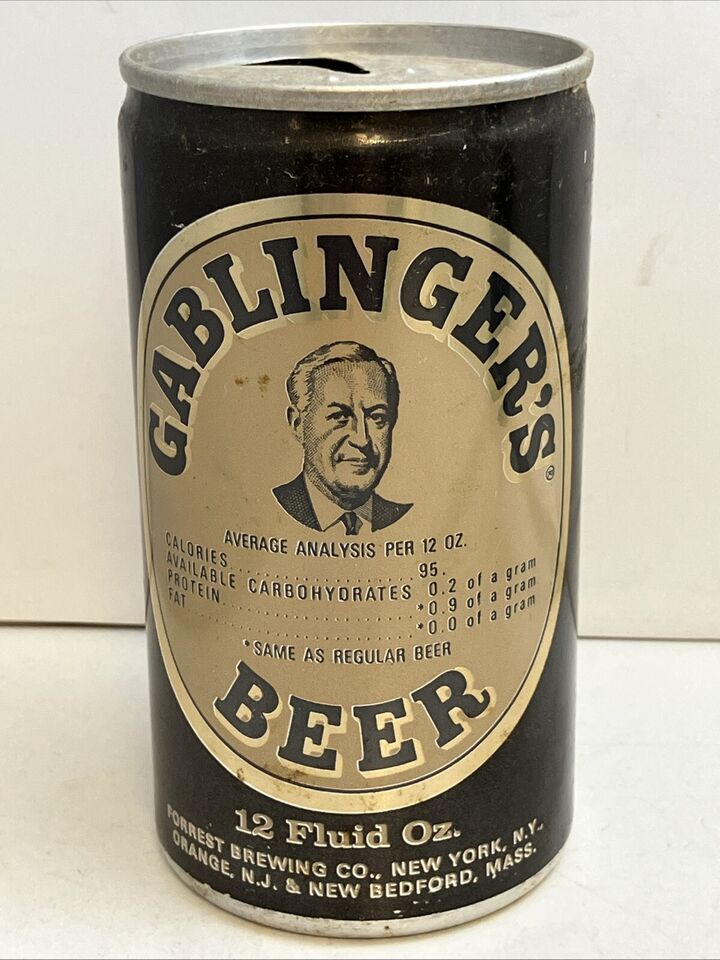 GABLINGER'S ®
AVERAGE ANALYSIS PER 12 OZ.
CALORIES.................95.
AVAILABLE CARBOHYDRATES 0.2 of a gram
PROTEIN.................*0.9 of a gram
FAT.................*0.0 of a gram
*SAME AS REGULAR BEER
BEER
12 Fluid Oz.
FORREST BREWING CO., NEW YORK, N.Y.,
ORANGE, N.J. & NEW BEDFORD, MASS.